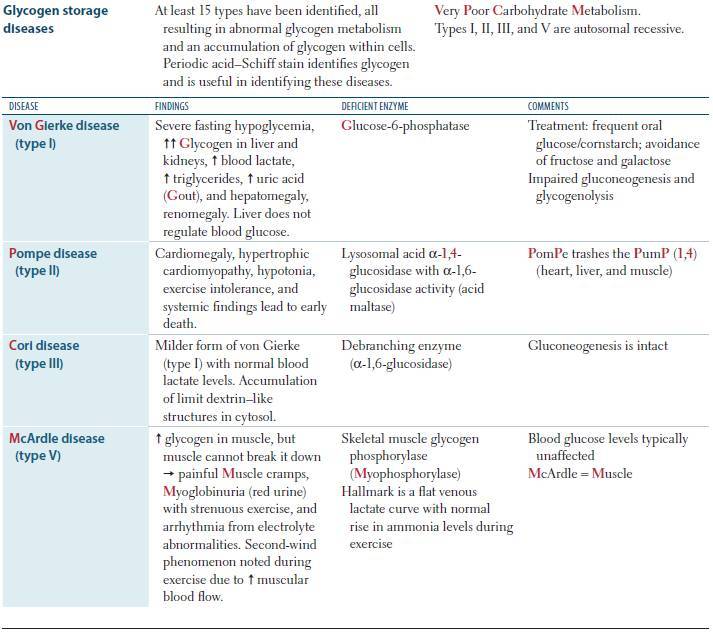 Glycogen storage
diseases
At least 15 types have been identified, all
resulting in abnormal glycogen metabolism
and an accumulation of glycogen within cells.
Periodic acid–Schiff stain identifies glycogen
and is useful in identifying these diseases.
Very Poor Carbohydrate Metabolism.
Types I, II, III, and V are autosomal recessive.
DISEASE
FINDINGS
DEFICIENT ENZYME
COMMENTS
Von Gierke disease
(type I)
Severe fasting hypoglycemia,
↑↑ Glycogen in liver and
kidneys, ↑ blood lactate,
↑ triglycerides, ↑ uric acid
(Gout), and hepatomegaly,
renomegaly. Liver does not
regulate blood glucose.
Glucose-6-phosphatase
Treatment: frequent oral
glucose/cornstarch; avoidance
of fructose and galactose
Impaired gluconeogenesis and
glycogenolysis
Pompe disease
(type II)
Cardiomegaly, hypertrophic
cardiomyopathy, hypotonia,
exercise intolerance, and
systemic findings lead to early
death.
Lysosomal acid α-1,4-
glucosidase with α-1,6-
glucosidase activity (acid
maltase)
PomPe trashes the PumP (1,4)
(heart, liver, and muscle)
Cori disease
(type III)
Milder form of von Gierke
(type I) with normal blood
lactate levels. Accumulation
of limit dextrin–like
structures in cytosol.
Debranching enzyme
(α-1,6-glucosidase)
Gluconeogenesis is intact
McArdle disease
(type V)
↑ glycogen in muscle, but
muscle cannot break it down
→ painful Muscle cramps,
Myoglobinuria (red urine)
with strenuous exercise, and
arrhythmia from electrolyte
abnormalities. Second-wind
phenomenon noted during
exercise due to ↑ muscular
blood flow.
Skeletal muscle glycogen
phosphorylase
(Myophosphorylase)
Hallmark is a flat venous
lactate curve with normal
rise in ammonia levels during
exercise
Blood glucose levels typically
unaffected
McArdle = Muscle